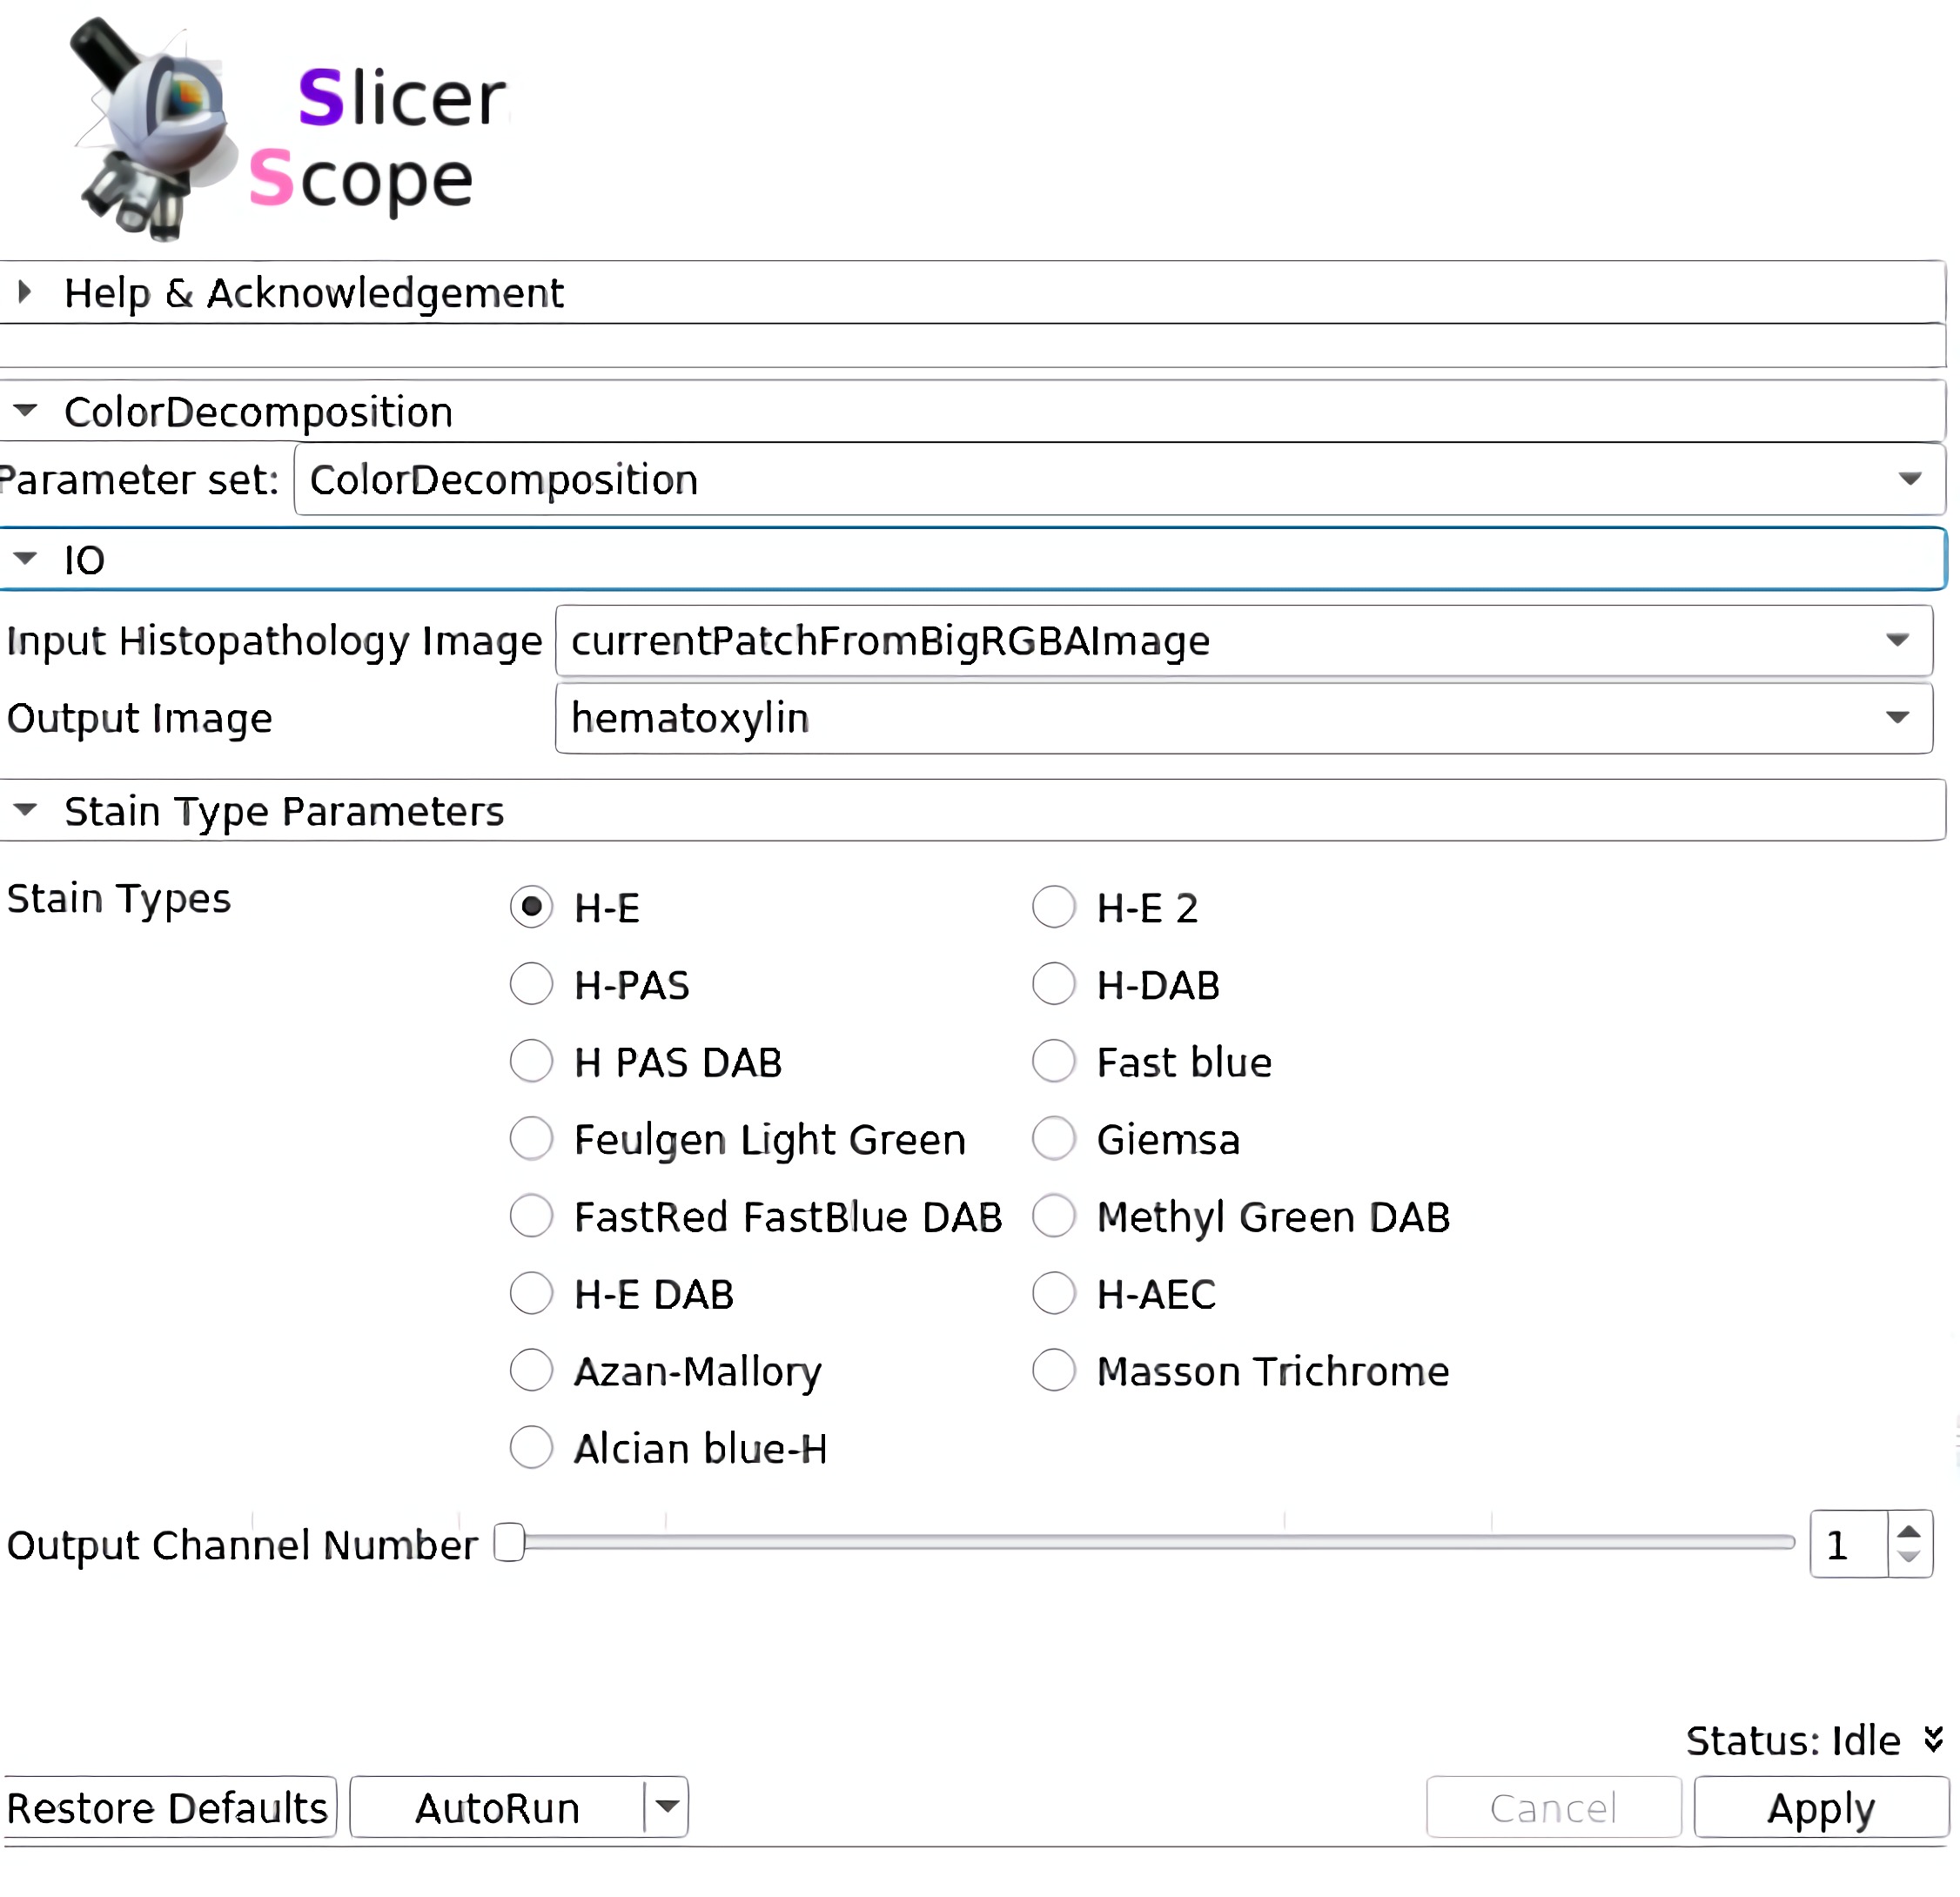 Slicer
Scope
Help & Acknowledgement
ColorDecomposition
Parameter set: ColorDecomposition
IO
Input Histopathology Image currentPatchFromBigRGBAImage
Output Image hematoxylin
Stain Type Parameters
Stain Types H-E H-E 2
H-PAS H-DAB
H PAS DAB Fast blue
Feulgen Light Green Giemsa
FastRed FastBlue DAB Methyl Green DAB
H-E DAB H-AEC
Azan-Mallory Masson Trichrome
Alcian blue-H
Output Channel Number 1
Status: Idle
Restore Defaults AutoRun Cancel Apply